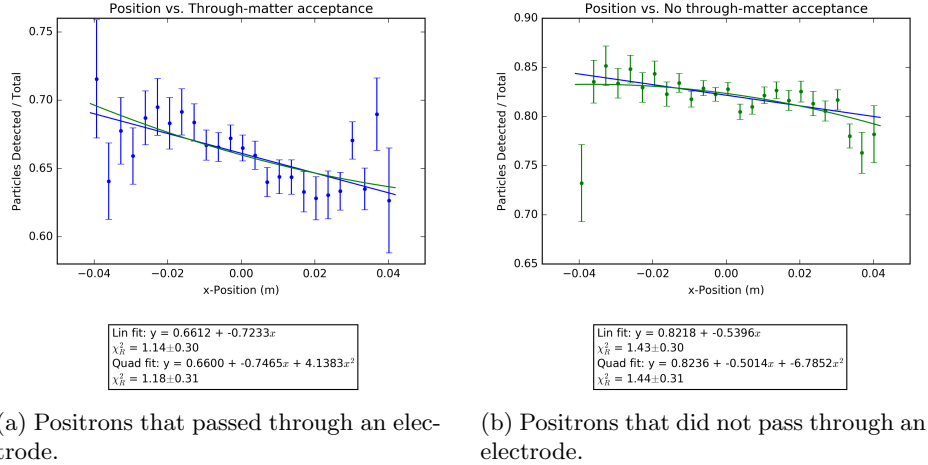 Position vs. Through-matter acceptance
0.75
0.70
0.65
0.60
Particles Detected / Total
−0.04 −0.02 0.00 0.02 0.04
x-Position (m)
Lin fit: y = 0.6612 + -0.7233x
χ²_R = 1.14±0.30
Quad fit: y = 0.6600 + -0.7465x + 4.1383x²
χ²_R = 1.18±0.31
(a) Positrons that passed through an elec-
trode.
Position vs. No through-matter acceptance
0.90
0.85
0.80
0.75
0.70
0.65
Particles Detected / Total
−0.04 −0.02 0.00 0.02 0.04
x-Position (m)
Lin fit: y = 0.8218 + -0.5396x
χ²_R = 1.43±0.30
Quad fit: y = 0.8236 + -0.5014x + -6.7852x²
χ²_R = 1.44±0.31
(b) Positrons that did not pass through an
electrode.